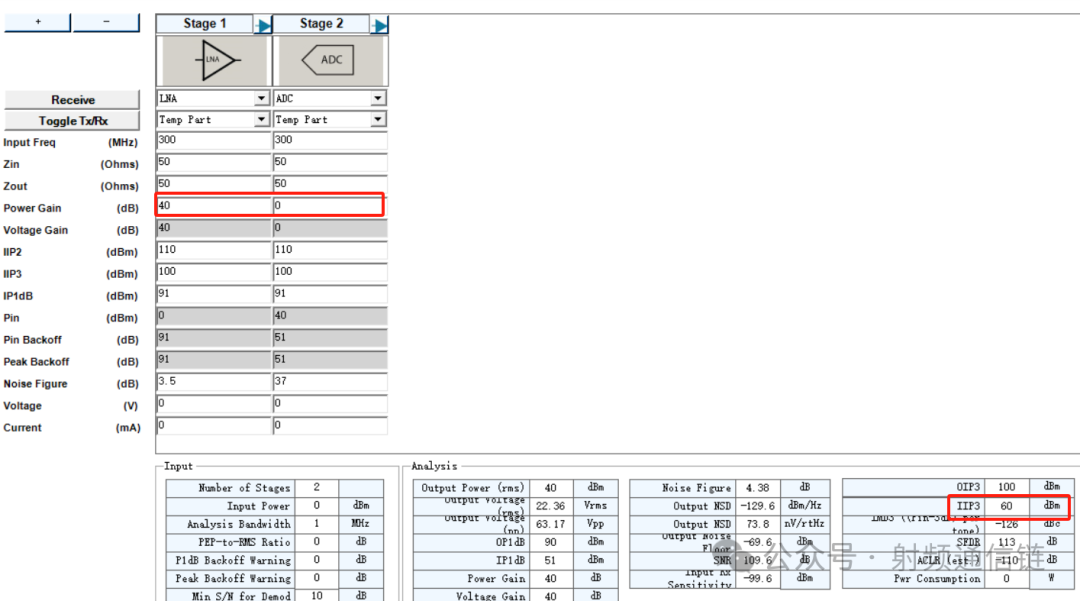 + - Stage 1 Stage 2
LNA ADC
Receive LNA ADC
Toggle Tx/Rx Temp Part Temp Part
Input Freq (MHz) 300 300
Zin (Ohms) 50 50
Zout (Ohms) 50 50
Power Gain (dB) 40 0
Voltage Gain (dB) 40 0
IIP2 (dBm) 110 110
IIP3 (dBm) 100 100
IP1dB (dBm) 91 91
Pin (dBm) 0 40
Pin Backoff (dB) 91 51
Peak Backoff (dB) 91 51
Noise Figure (dB) 3.5 37
Voltage (V) 0 0
Current (mA) 0 0
Input
Number of Stages 2
Input Power 0 dBm
Analysis Bandwidth 1 MHz
PEP-to-RMS Ratio 0 dB
P1dB Backoff Warning 0 dB
Peak Backoff Warning 0 dB
Min S/N for Demod 10 dB
Analysis
Output Power (rms) 40 dBm
Output Voltage (rms) 22.36 Vrms
Output Voltage (pp) 63.17 Vpp
OP1dB 90 dBm
IP1dB 51 dBm
Power Gain 40 dB
Voltage Gain 40 dB
Noise Figure 4.38 dB
Output NSD -129.6 dBm/Hz
Output NSD 73.8 nV/rtHz
Output Noise Floor -69.6 dBm
SNR 109.6 dB
Input Rx Sensitivity -99.6 dBm
OIP3 100 dBm
IIP3 60 dBm
IMD3 ((Pin-3dB) per tone) -126 dBc
SFDR 113 dB
ACLR (est.) -110 dB
Pwr Consumption 0 W
公众号 · 射频通信链